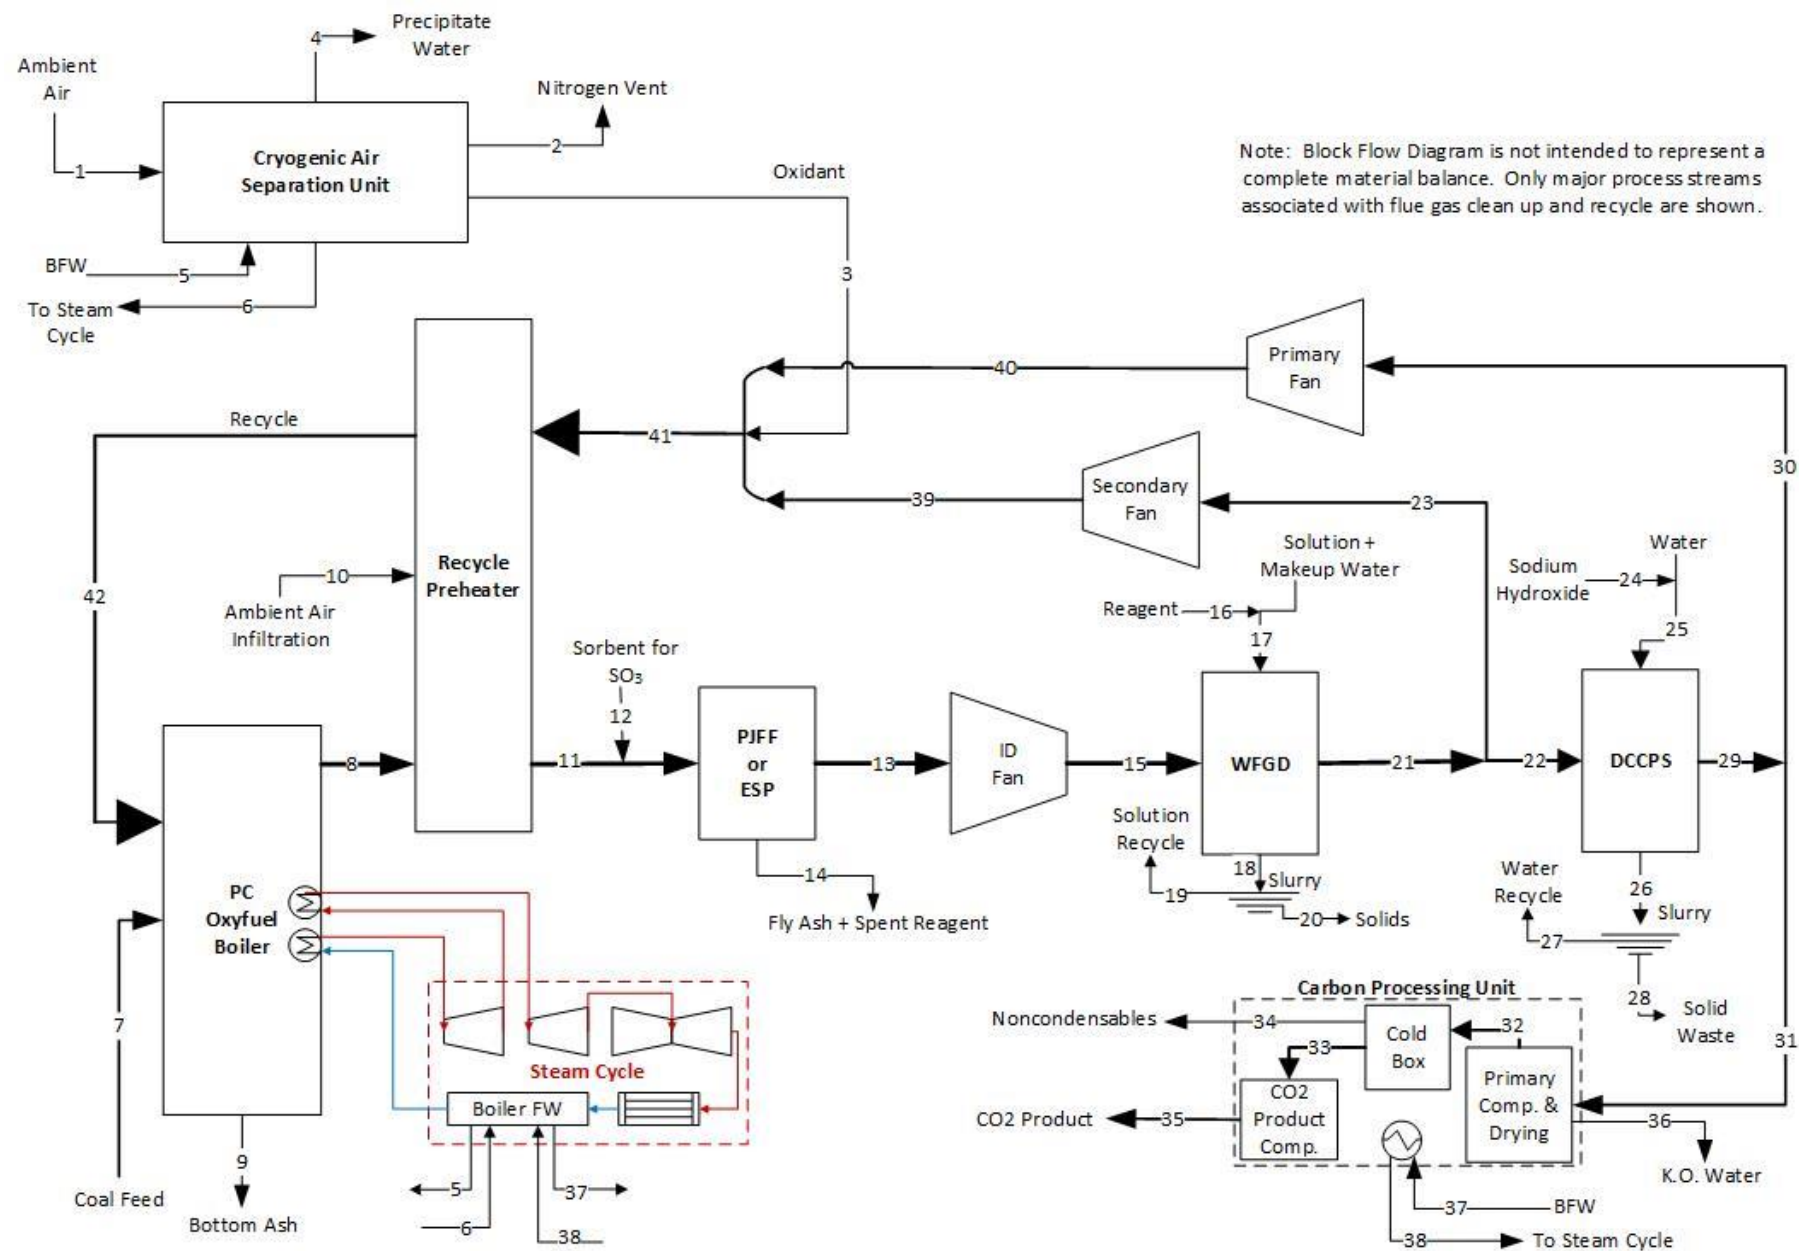 Precipitate
Water
4
Ambient
Air
Nitrogen Vent
2
1
Cryogenic Air
Separation Unit
Oxidant
3
BFW
5
To Steam
Cycle
6
Note: Block Flow Diagram is not intended to represent a
complete material balance. Only major process streams
associated with flue gas clean up and recycle are shown.
Primary
Fan
40
30
Recycle
41
Secondary
Fan
39
23
Recycle
Preheater
42
10
Ambient Air
Infiltration
Solution +
Makeup Water
Reagent
16
17
Sodium
Hydroxide
24
Water
25
Sorbent for
SO3
12
8
11
PJFF
or
ESP
13
ID
Fan
15
WFGD
21
22
DCCPS
29
14
Fly Ash + Spent Reagent
Solution
Recycle
19
18
Slurry
20
Solids
Water
Recycle
27
26
Slurry
28
Solid
Waste
PC
Oxyfuel
Boiler
7
Coal Feed
9
Bottom Ash
Steam Cycle
Boiler FW
5
6
37
38
Carbon Processing Unit
Noncondensables
34
Cold
Box
32
33
31
CO2
Product
Comp.
Primary
Comp. &
Drying
CO2 Product
35
36
K.O. Water
37
BFW
38
To Steam Cycle